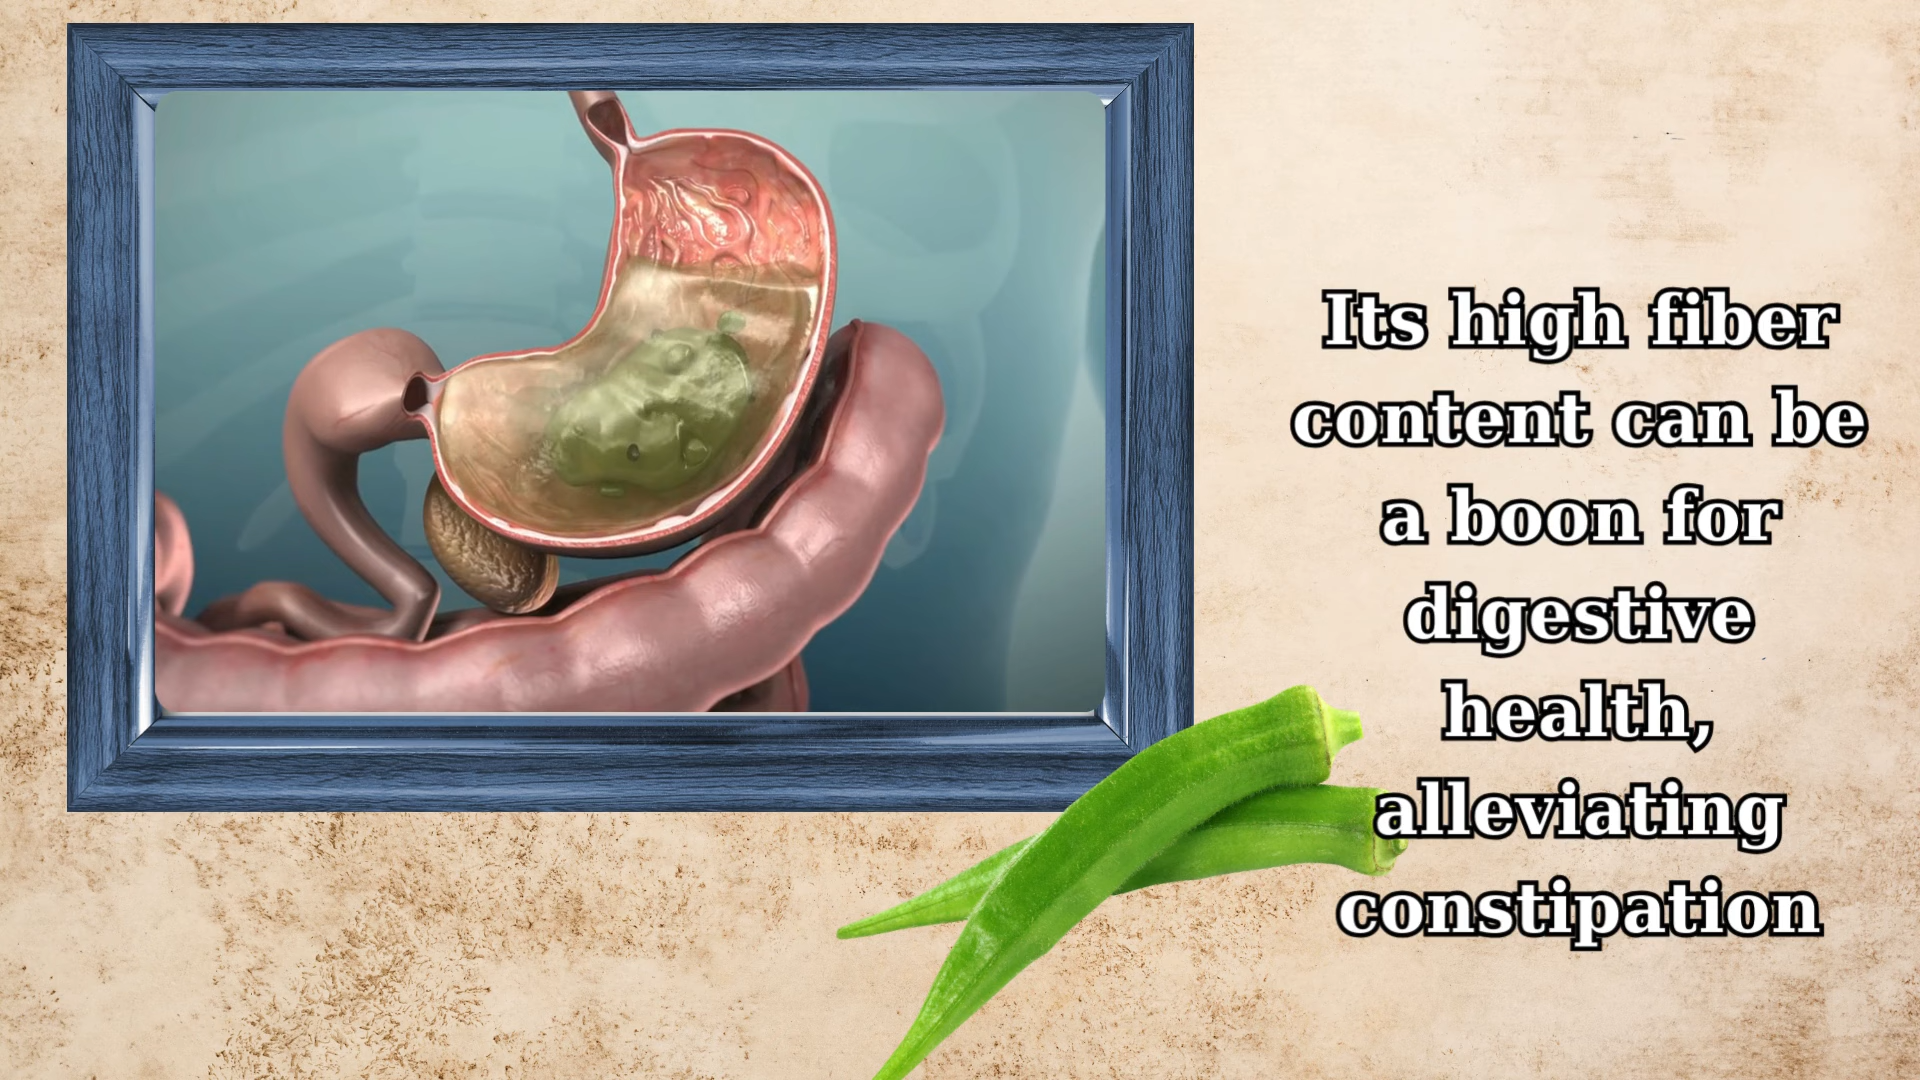 Its high fiber
content can be
a boon for
digestive
health,
alleviating
constipation